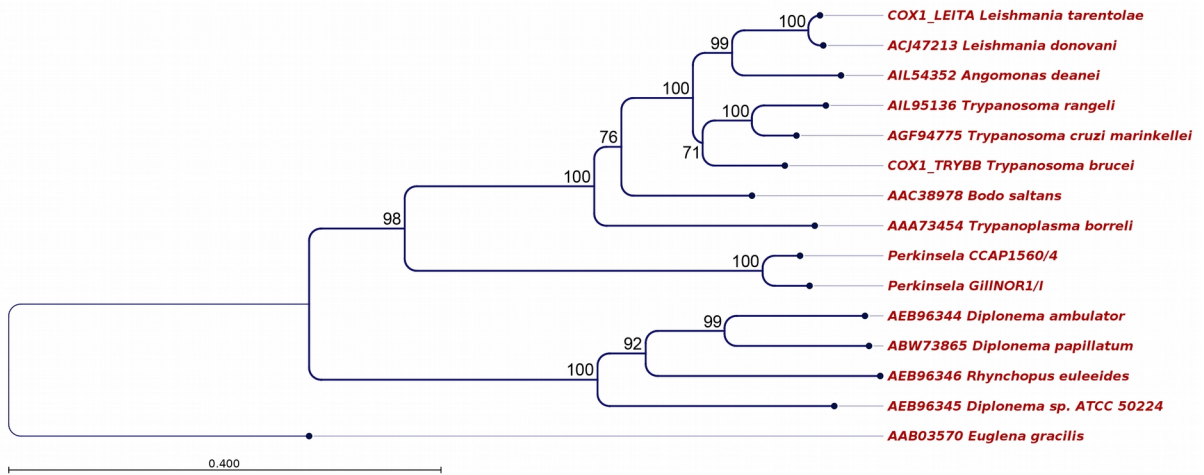 100 COX1_LEITA Leishmania tarentolae
99 ACJ47213 Leishmania donovani
AIL54352 Angomonas deanei
100 AIL95136 Trypanosoma rangeli
100 AGF94775 Trypanosoma cruzi marinkellei
76 71 COX1_TRYBB Trypanosoma brucei
100 AAC38978 Bodo saltans
98 AAA73454 Trypanoplasma borreli
100 Perkinsela CCAP1560/4
Perkinsela GillNOR1/I
99 AEB96344 Diplonema ambulator
92 ABW73865 Diplonema papillatum
100 AEB96346 Rhynchopus euleeides
AEB96345 Diplonema sp. ATCC 50224
AAB03570 Euglena gracilis
0.400